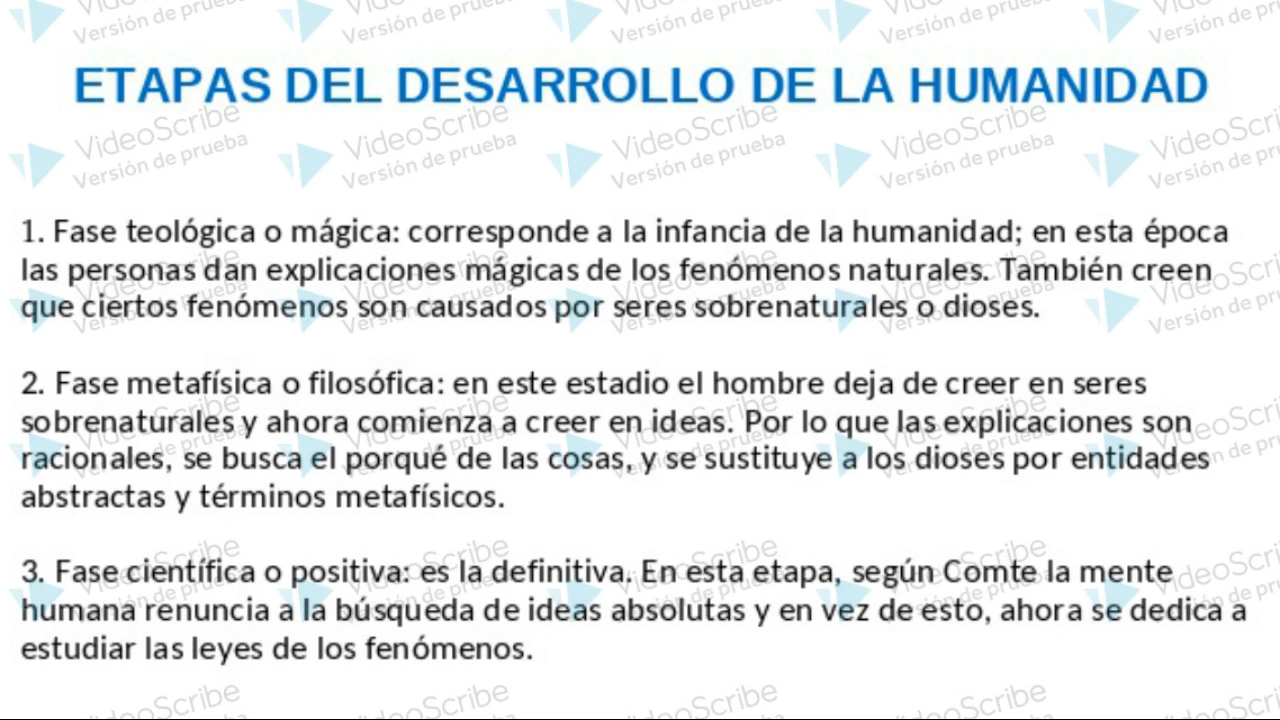 ETAPAS DEL DESARROLLO DE LA HUMANIDAD
1. Fase teológica o mágica: corresponde a la infancia de la humanidad; en esta época
las personas dan explicaciones mágicas de los fenómenos naturales. También creen
que ciertos fenómenos son causados por seres sobrenaturales o dioses.
2. Fase metafísica o filosófica: en este estadio el hombre deja de creer en seres
sobrenaturales y ahora comienza a creer en ideas. Por lo que las explicaciones son
racionales, se busca el porqué de las cosas, y se sustituye a los dioses por entidades
abstractas y términos metafísicos.
3. Fase científica o positiva: es la definitiva. En esta etapa, según Comte la mente
humana renuncia a la búsqueda de ideas absolutas y en vez de esto, ahora se dedica a
estudiar las leyes de los fenómenos.
VideoScribe
Versión de prueba